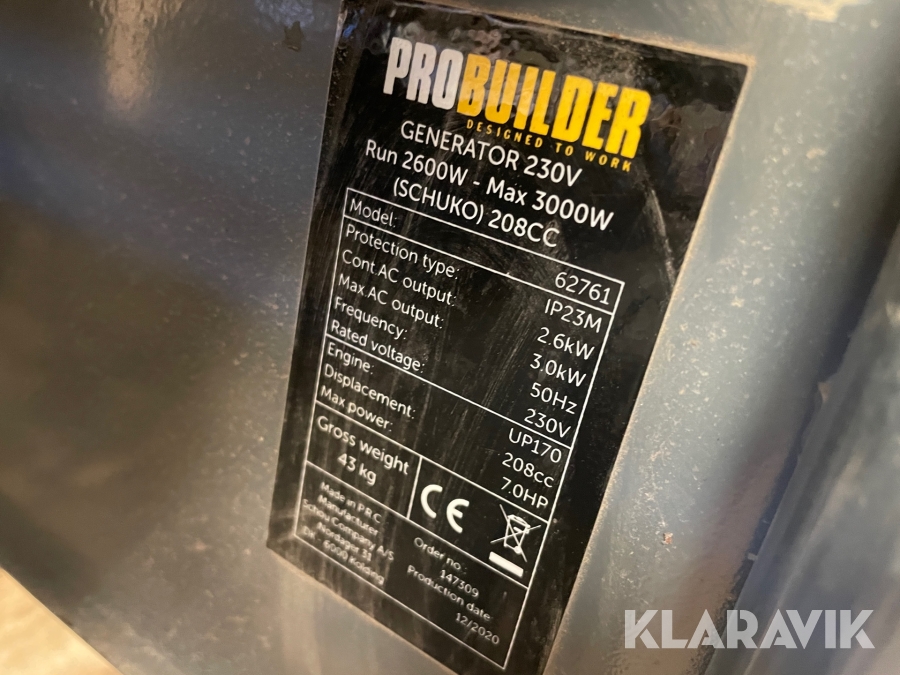 PROBUILDER
DESIGNED TO WORK
GENERATOR 230V
Run 2600W - Max 3000W
(SCHUKO) 208CC
Model: 62761
Protection type: IP23M
Cont.AC output: 2.6kW
Max.AC output: 3.0kW
Frequency: 50Hz
Rated voltage: 230V
Engine: UP170
Displacement: 208cc
Max power: 7.0HP
Gross weight
43 kg
CE
Made in P.R.C
Manufacturer
Schou Company A/S
Nordager 31
DK - 6000 Kolding
Order no.:
147309
Production date
12/2020
KLARAVIK